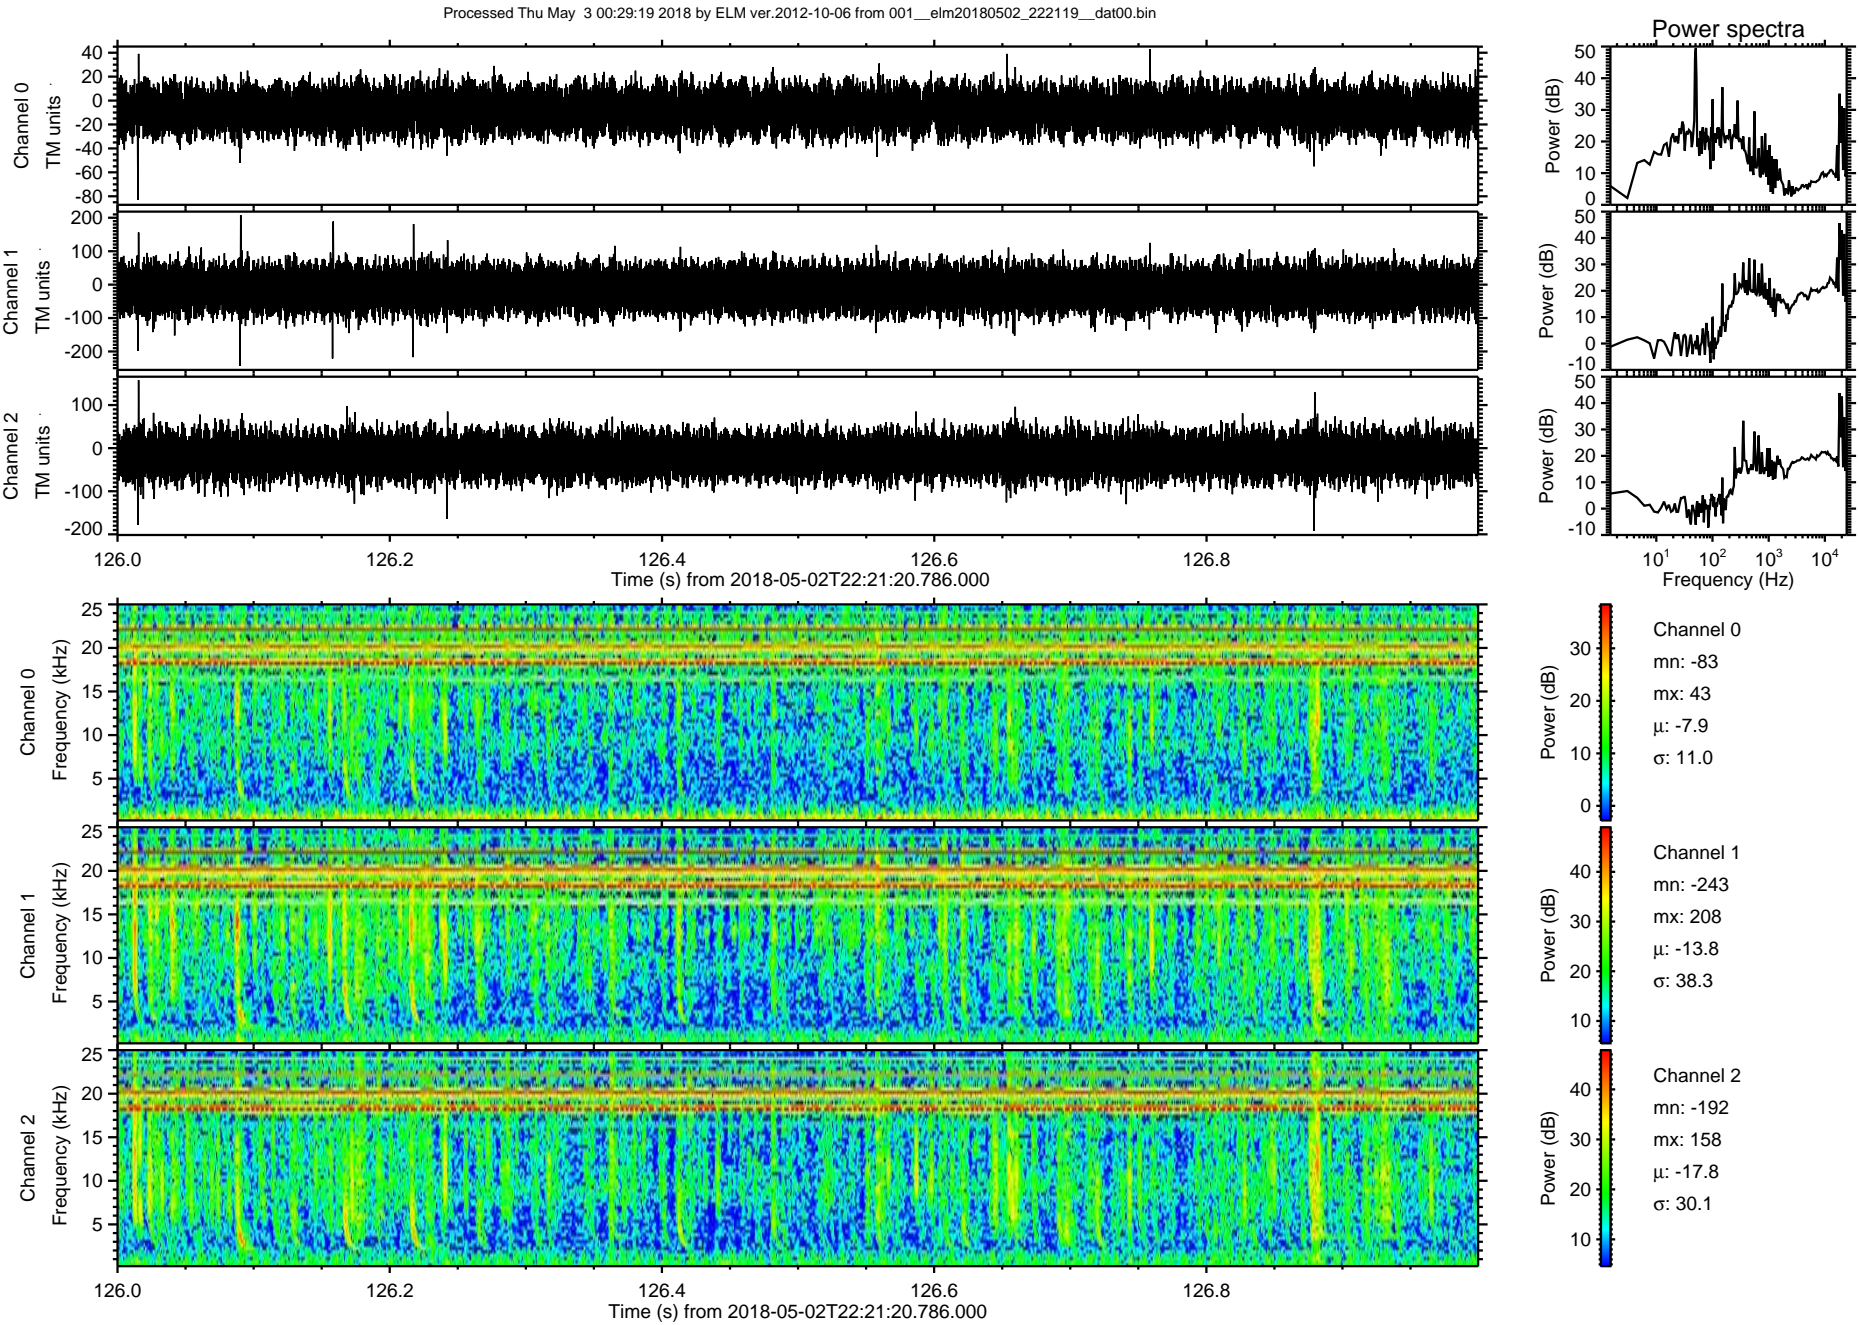 Processed Thu May  3 00:29:19 2018 by ELM ver.2012-10-06 from 001__elm20180502_222119__dat00.bin
Power spectra
Channel 0
TM units
40
20
0
-20
-40
-60
-80
Power (dB)
50
40
30
20
10
0
Channel 1
TM units
200
100
0
-100
-200
Power (dB)
50
40
30
20
10
0
-10
Channel 2
TM units
100
0
-100
-200
Power (dB)
50
40
30
20
10
0
-10
126.0 126.2 126.4 126.6 126.8
Time (s) from 2018-05-02T22:21:20.786.000
10^1 10^2 10^3 10^4
Frequency (Hz)
Channel 0
Frequency (kHz)
25
20
15
10
5
Power (dB)
30
20
10
0
Channel 0
mn: -83
mx: 43
μ: -7.9
σ: 11.0
Channel 1
Frequency (kHz)
25
20
15
10
5
Power (dB)
40
30
20
10
Channel 1
mn: -243
mx: 208
μ: -13.8
σ: 38.3
Channel 2
Frequency (kHz)
25
20
15
10
5
Power (dB)
40
30
20
10
Channel 2
mn: -192
mx: 158
μ: -17.8
σ: 30.1
126.0 126.2 126.4 126.6 126.8
Time (s) from 2018-05-02T22:21:20.786.000